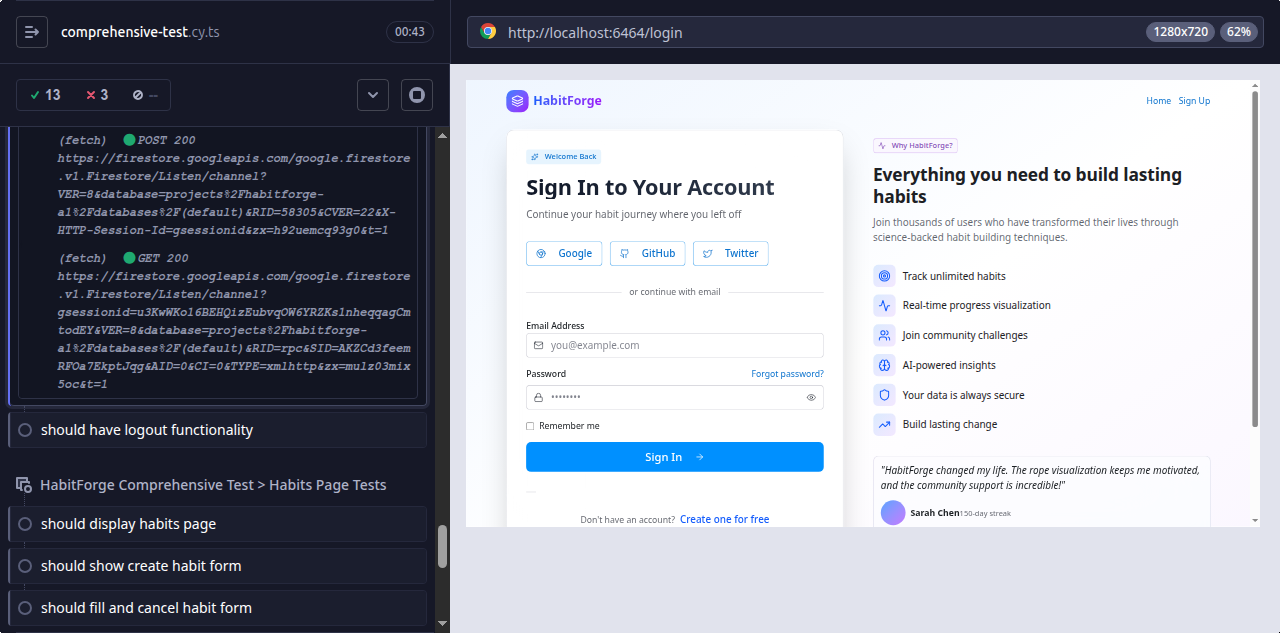 comprehensive-test.cy.ts
00:43
13
3
--
(fetch) POST 200
https://firestore.googleapis.com/google.firestore
.v1.Firestore/Listen/channel?
VER=8&database=projects%2Fhabitforge-
al%2Fdatabases%2F(default)&RID=58305&CVER=22&X-
HTTP-Session-Id=gsessionid&zx=h92uemcq93g0&t=1
(fetch) GET 200
https://firestore.googleapis.com/google.firestore
.v1.Firestore/Listen/channel?
gsessionid=u3KwWKo16BEHQizEubvqOW6YRZKslnheqqagCm
todEY&VER=8&database=projects%2Fhabitforge-
al%2Fdatabases%2F(default)&RID=rpc&SID=AKZCd3feem
RFOa7EkptJqg&AID=0&CI=0&TYPE=xmlhttp&zx=mulz03mix
5oc&t=1
should have logout functionality
HabitForge Comprehensive Test > Habits Page Tests
should display habits page
should show create habit form
should fill and cancel habit form
http://localhost:6464/login
1280x720
62%
HabitForge
Home
Sign Up
Welcome Back
Sign In to Your Account
Continue your habit journey where you left off
Google
GitHub
Twitter
or continue with email
Email Address
you@example.com
Password
Forgot password?
••••••••
Remember me
Sign In
Don't have an account? Create one for free
Why HabitForge?
Everything you need to build lasting
habits
Join thousands of users who have transformed their lives through
science-backed habit building techniques.
Track unlimited habits
Real-time progress visualization
Join community challenges
AI-powered insights
Your data is always secure
Build lasting change
"HabitForge changed my life. The rope visualization keeps me motivated,
and the community support is incredible!"
Sarah Chen 150-day streak